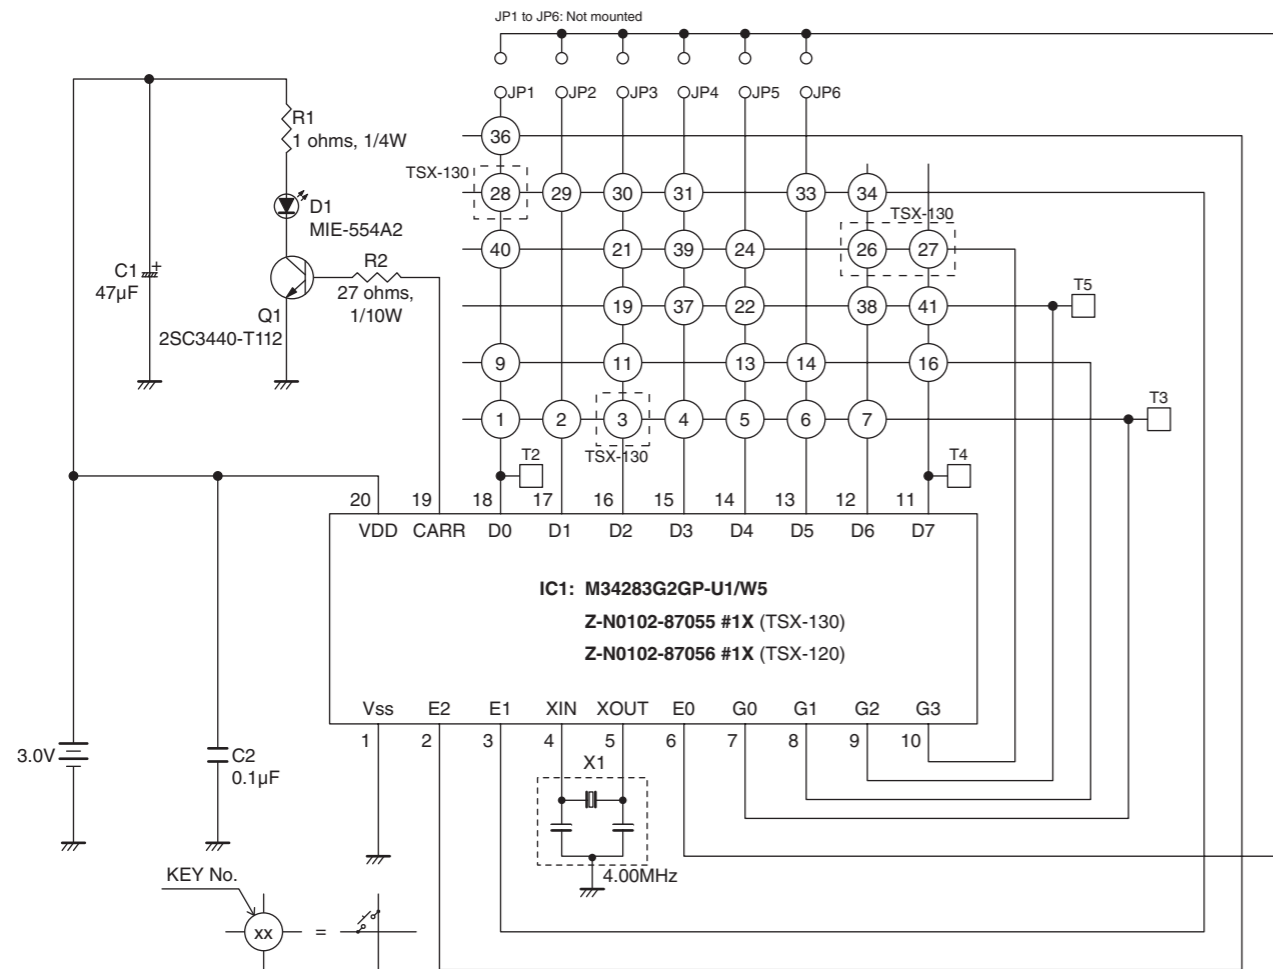 JP1 to JP6: Not mounted
JP1 JP2 JP3 JP4 JP5 JP6
R1
1 ohms, 1/4W
36
TSX-130
28 29 30 31 33 34
D1
MIE-554A2
TSX-130
40 21 39 24 26 27
C1 +
47µF
R2
27 ohms,
1/10W
Q1
2SC3440-T112
19 37 22 38 41
T5
9 11 13 14 16
1 2 3 4 5 6 7
T3
TSX-130
T2
T4
20 19 18 17 16 15 14 13 12 11
VDD CARR D0 D1 D2 D3 D4 D5 D6 D7
IC1: M34283G2GP-U1/W5
Z-N0102-87055 #1X (TSX-130)
Z-N0102-87056 #1X (TSX-120)
Vss E2 E1 XIN XOUT E0 G0 G1 G2 G3
1 2 3 4 5 6 7 8 9 10
3.0V
C2
0.1µF
X1
4.00MHz
KEY No.
xx =